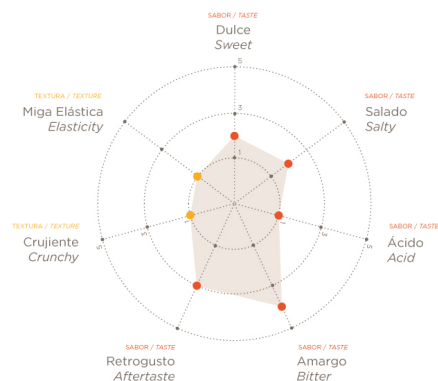 SABOR / TASTE
Dulce
Sweet
5
3
1
TEXTURA / TEXTURE
Miga Elástica
Elasticity
SABOR / TASTE
Salado
Salty
TEXTURA / TEXTURE
Crujiente
Crunchy
5
3
1
1
3
5
SABOR / TASTE
Ácido
Acid
SABOR / TASTE
Retrogusto
Aftertaste
SABOR / TASTE
Amargo
Bitter